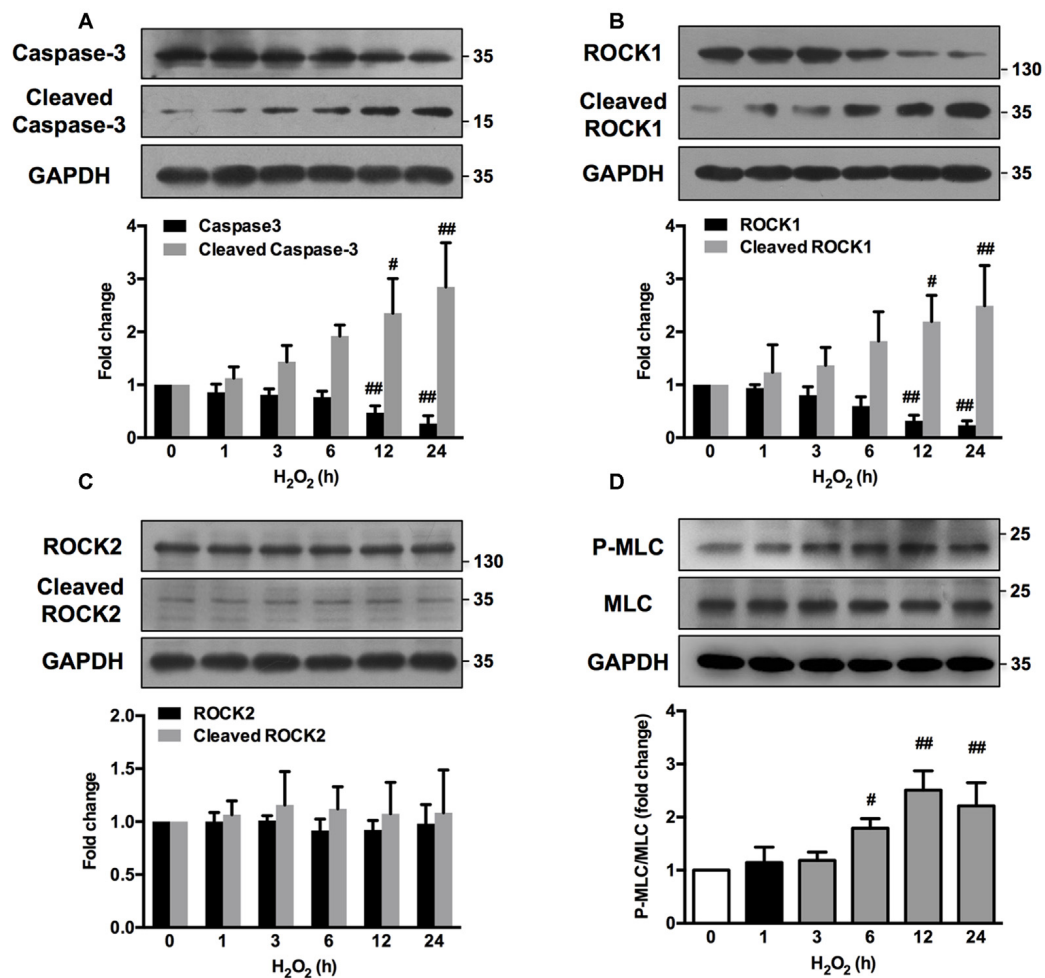 A
Caspase-3
35
Cleaved
Caspase-3
15
GAPDH
35
Caspase3
Cleaved Caspase-3
Fold change
4
3
2
1
0
#
##
##
##
0 1 3 6 12 24
H₂O₂ (h)
B
ROCK1
130
Cleaved
ROCK1
35
GAPDH
35
ROCK1
Cleaved ROCK1
Fold change
4
3
2
1
0
#
##
##
##
0 1 3 6 12 24
H₂O₂ (h)
C
ROCK2
130
Cleaved
ROCK2
35
GAPDH
35
ROCK2
Cleaved ROCK2
Fold change
2.0
1.5
1.0
0.5
0.0
0 1 3 6 12 24
H₂O₂ (h)
D
P-MLC
25
MLC
25
GAPDH
35
P-MLC/MLC (fold change)
4
3
2
1
0
#
##
##
0 1 3 6 12 24
H₂O₂ (h)